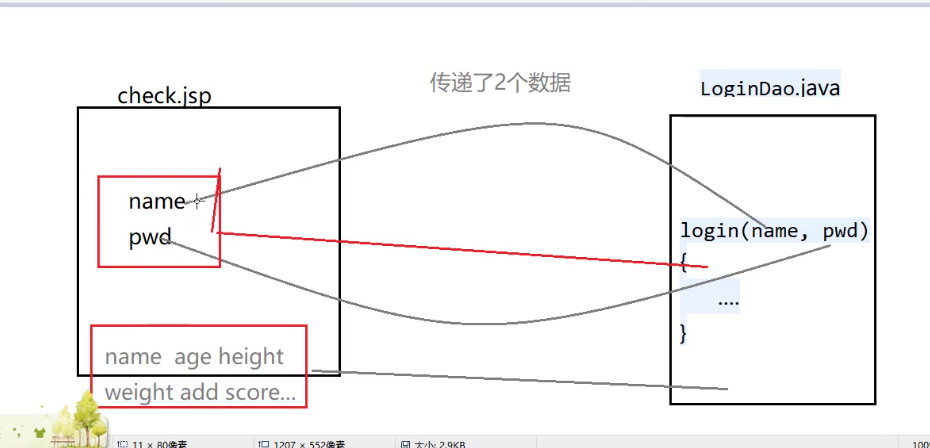 传递了2个数据
check.jsp
LoginDao.java
name
pwd
login(name, pwd)
{
....
}
name age height
weight add score...
11 × 80像素
1207 × 552像素
大小: 2.9KB
100